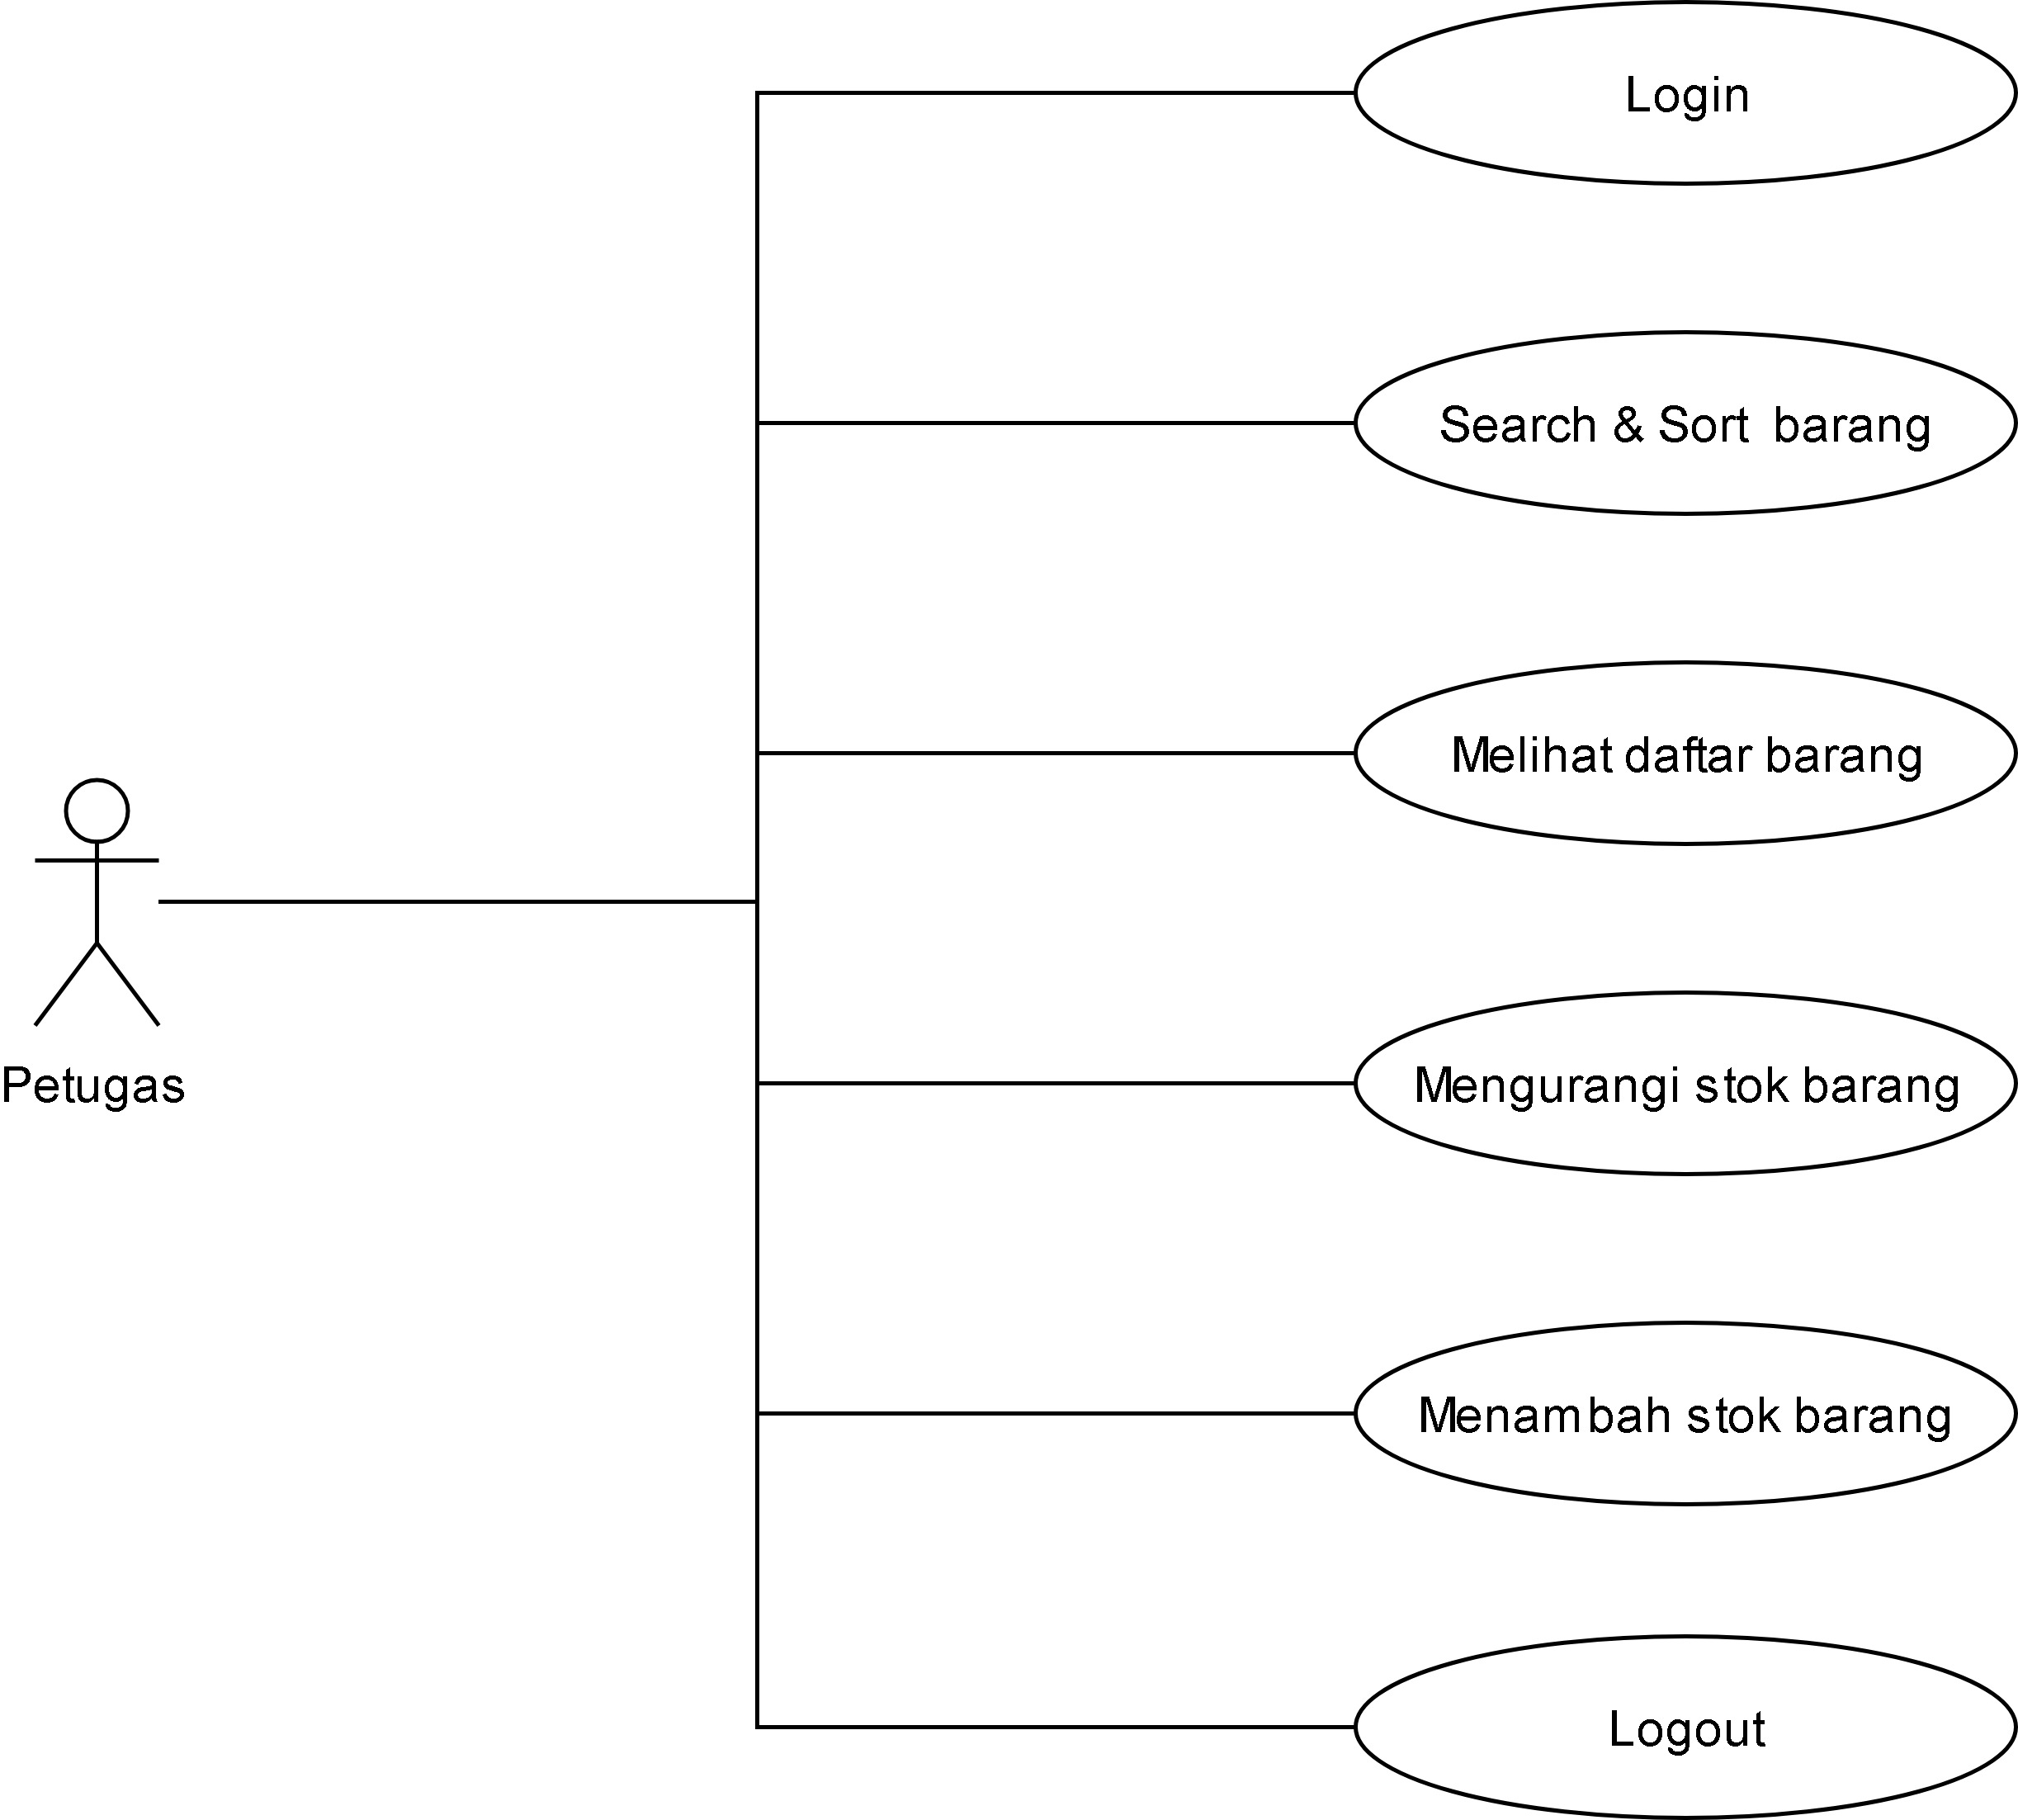 Login
Search & Sort  barang
Melihat daftar barang
Petugas
Mengurangi stok barang
Menambah stok barang
Logout